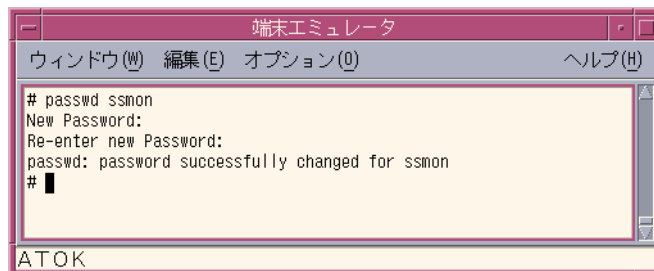 端末エミュレータ
ウィンドウ(W) 編集(E) オプション(O) ヘルプ(H)
# passwd ssmon
New Password:
Re-enter new Password:
passwd: password successfully changed for ssmon
#
ATOK